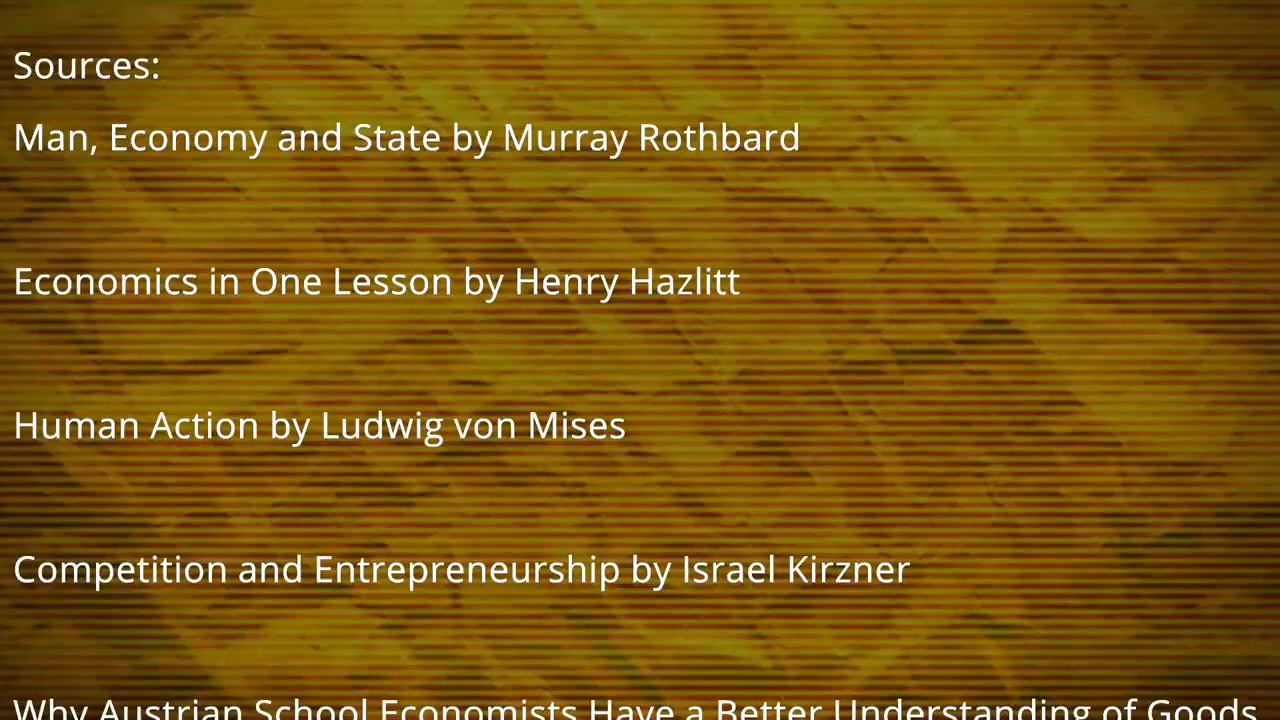 Sources:
Man, Economy and State by Murray Rothbard
Economics in One Lesson by Henry Hazlitt
Human Action by Ludwig von Mises
Competition and Entrepreneurship by Israel Kirzner
Why Austrian School Economists Have a Better Understanding of Goods